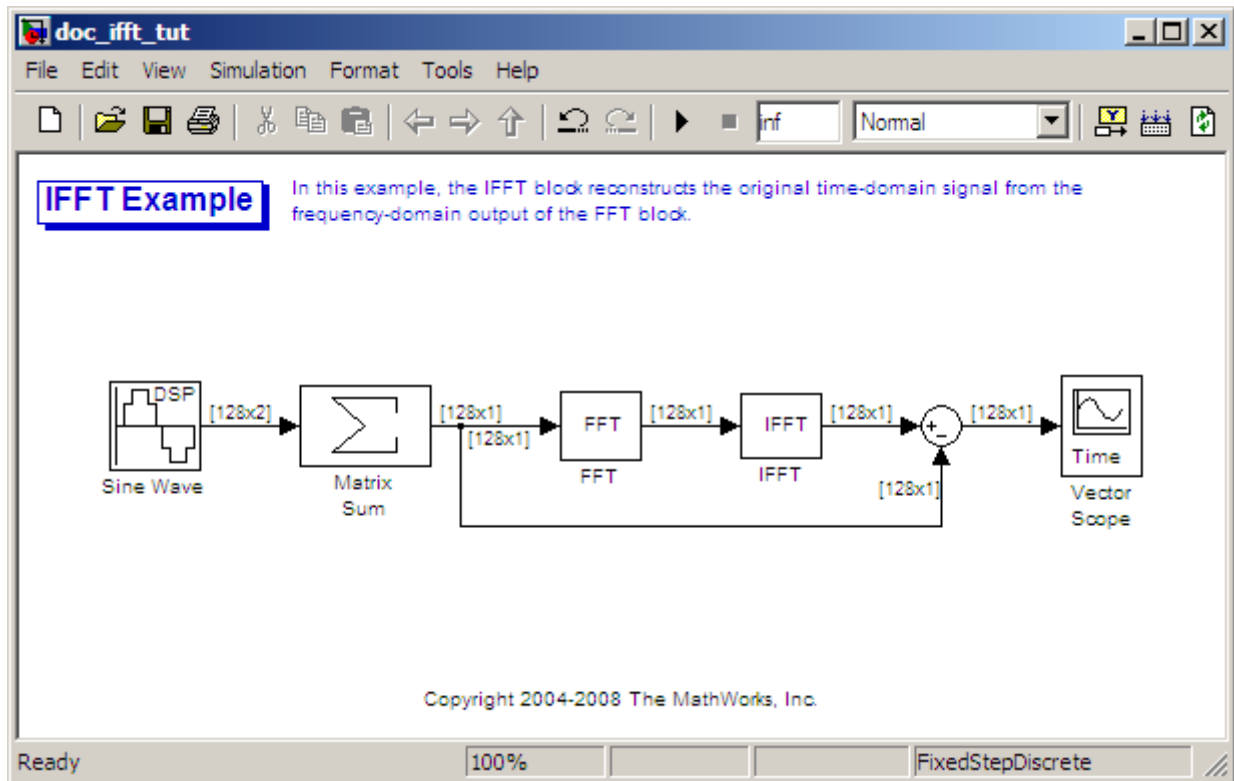 doc_ifft_tut
File Edit View Simulation Format Tools Help
inf Normal
IFFT Example
In this example, the IFFT block reconstructs the original time-domain signal from the
frequency-domain output of the FFT block.
DSP
[128x2]
[128x1]
[128x1]
FFT
[128x1]
IFFT
[128x1]
+
-
[128x1]
Time
Sine Wave
Matrix
Sum
FFT
IFFT
[128x1]
Vector
Scope
Copyright 2004-2008 The MathWorks, Inc.
Ready 100% FixedStepDiscrete